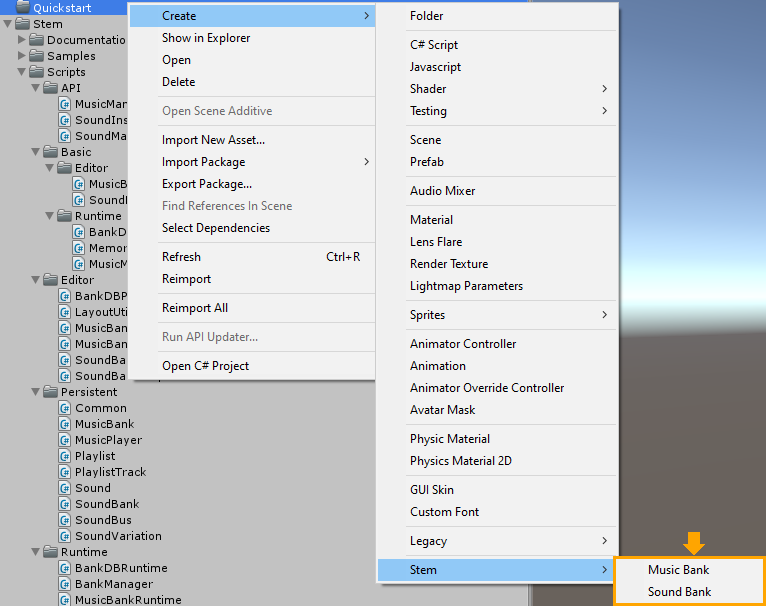 Quickstart
Stem
Documentatio
Samples
Scripts
API
MusicMan
SoundIns
SoundMa
Basic
Editor
MusicB
Sound
Runtime
BankD
Memor
MusicM
Editor
BankDBP
LayoutUti
MusicBan
MusicBan
SoundBa
SoundBa
Persistent
Common
MusicBank
MusicPlayer
Playlist
PlaylistTrack
Sound
SoundBank
SoundBus
SoundVariation
Runtime
BankDBRuntime
BankManager
MusicBankRuntime
Create
Show in Explorer
Open
Delete
Open Scene Additive
Import New Asset...
Import Package
Export Package...
Find References In Scene
Select Dependencies
Refresh Ctrl+R
Reimport
Reimport All
Run API Updater...
Open C# Project
Folder
C# Script
Javascript
Shader
Testing
Scene
Prefab
Audio Mixer
Material
Lens Flare
Render Texture
Lightmap Parameters
Sprites
Animator Controller
Animation
Animator Override Controller
Avatar Mask
Physic Material
Physics Material 2D
GUI Skin
Custom Font
Legacy
Stem
Music Bank
Sound Bank